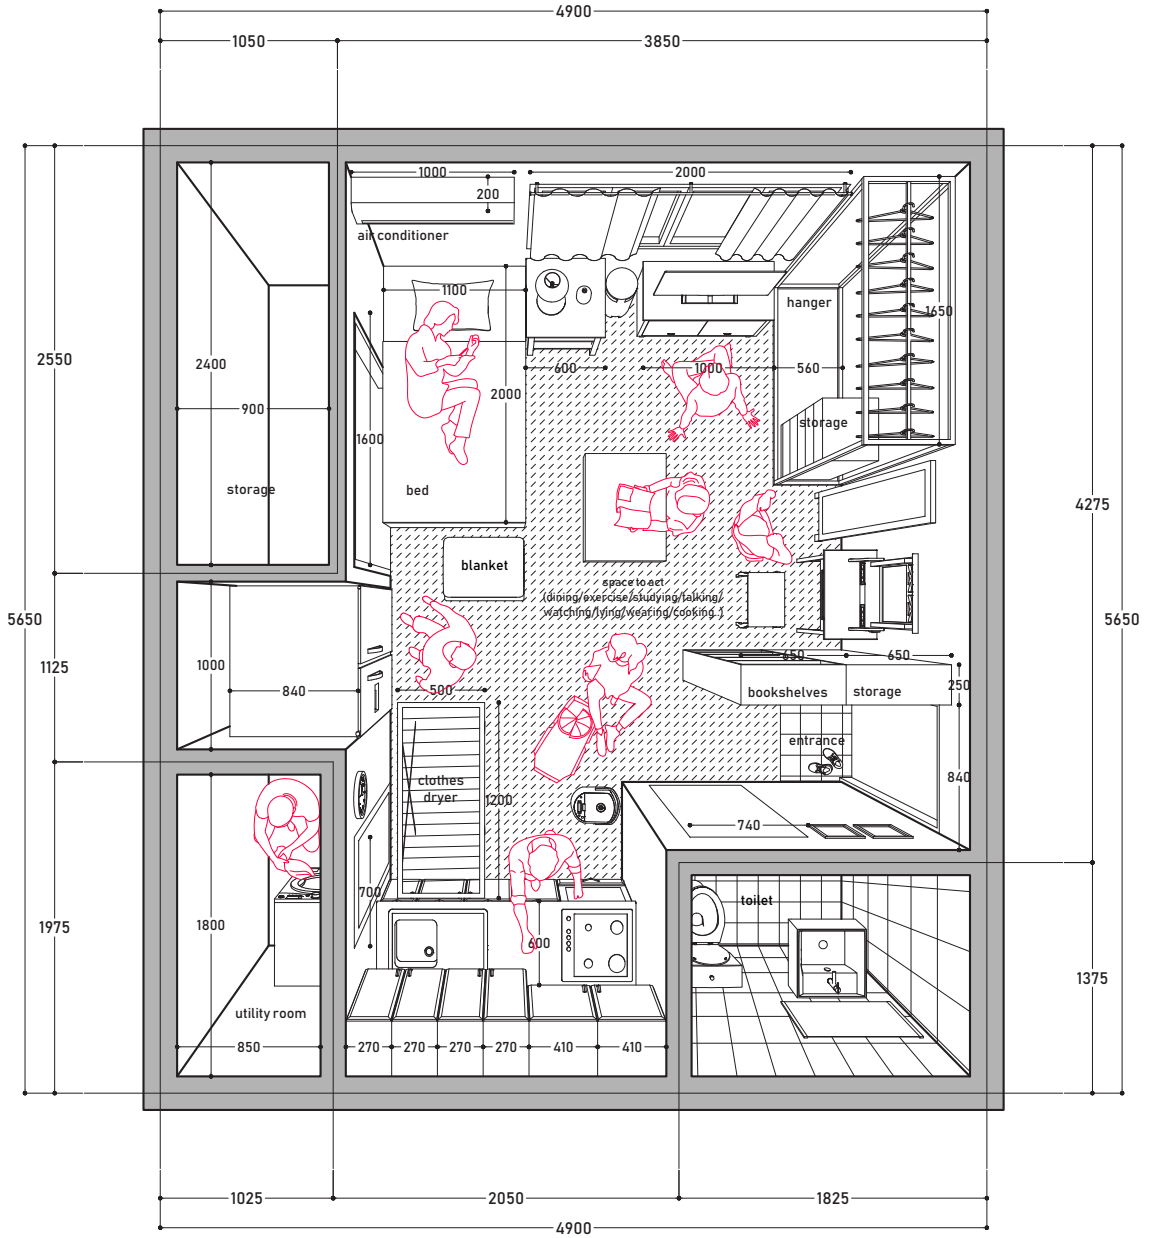 4900
1050
3850
1000
2000
200
air conditioner
1100
hanger
1650
2550
2400
600
1000
560
900
2000
storage
1600
storage
bed
4275
blanket
space to act
(dining/exercise/studying/talking/
watching/lying/wearing/cooking..)
5650
5650
1125
1000
650
650
840
500
bookshelves
storage
250
entrance
clothes
dryer
840
1200
740
700
toilet
1975
1800
600
1375
utility room
850
270
270
270
270
410
410
1025
2050
1825
4900